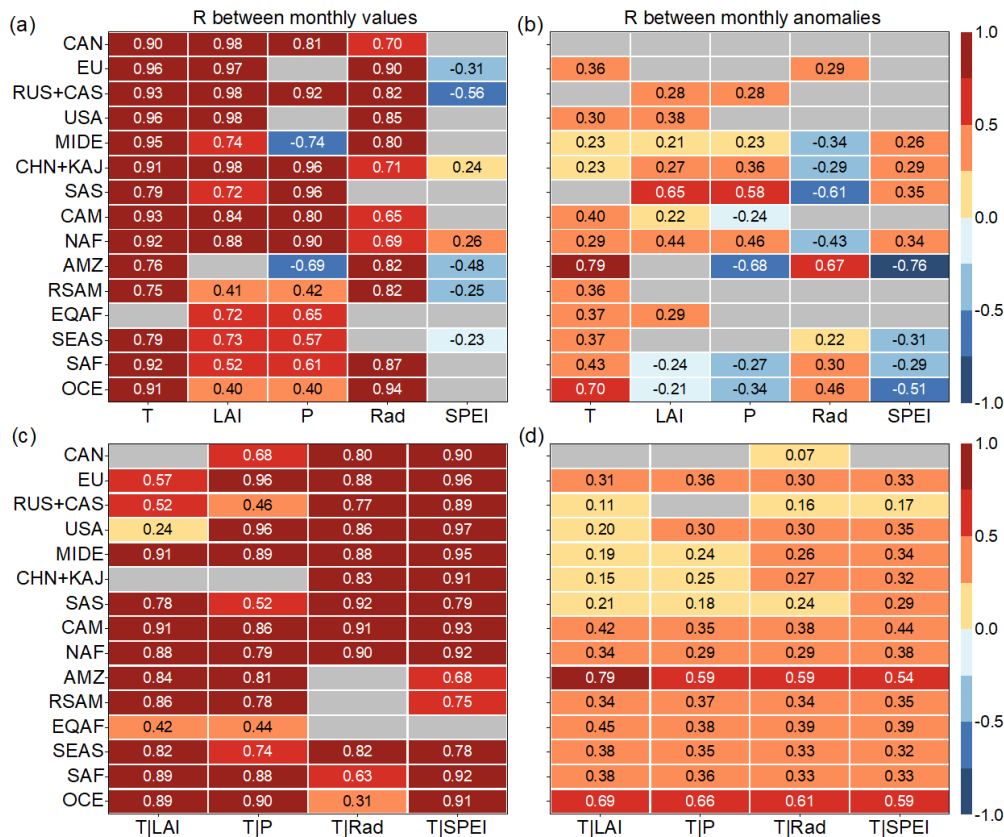 R between monthly values
R between monthly anomalies
(a)
(b)
CAN 0.90 0.98 0.81 0.70
EU 0.96 0.97 0.90 -0.31 0.36 0.29
RUS+CAS 0.93 0.98 0.92 0.82 -0.56 0.28 0.28
USA 0.96 0.98 0.85 0.30 0.38
MIDE 0.95 0.74 -0.74 0.80 0.23 0.21 0.23 -0.34 0.26
CHN+KAJ 0.91 0.98 0.96 0.71 0.24 0.23 0.27 0.36 -0.29 0.29
SAS 0.79 0.72 0.96 0.65 0.58 -0.61 0.35
CAM 0.93 0.84 0.80 0.65 0.40 0.22 -0.24
NAF 0.92 0.88 0.90 0.69 0.26 0.29 0.44 0.46 -0.43 0.34
AMZ 0.76 -0.69 0.82 -0.48 0.79 -0.68 0.67 -0.76
RSAM 0.75 0.41 0.42 0.82 -0.25 0.36
EQAF 0.72 0.65 0.37 0.29
SEAS 0.79 0.73 0.57 -0.23 0.37 0.22 -0.31
SAF 0.92 0.52 0.61 0.87 0.43 -0.24 -0.27 0.30 -0.29
OCE 0.91 0.40 0.40 0.94 0.70 -0.21 -0.34 0.46 -0.51
T LAI P Rad SPEI T LAI P Rad SPEI
1.0
0.5
0.0
-0.5
-1.0
(c)
(d)
CAN 0.68 0.80 0.90 0.07
EU 0.57 0.96 0.88 0.96 0.31 0.36 0.30 0.33
RUS+CAS 0.52 0.46 0.77 0.89 0.11 0.16 0.17
USA 0.24 0.96 0.86 0.97 0.20 0.30 0.30 0.35
MIDE 0.91 0.89 0.88 0.95 0.19 0.24 0.26 0.34
CHN+KAJ 0.83 0.91 0.15 0.25 0.27 0.32
SAS 0.78 0.52 0.92 0.79 0.21 0.18 0.24 0.29
CAM 0.91 0.86 0.91 0.93 0.42 0.35 0.38 0.44
NAF 0.88 0.79 0.90 0.92 0.34 0.29 0.29 0.38
AMZ 0.84 0.81 0.68 0.79 0.59 0.59 0.54
RSAM 0.86 0.78 0.75 0.34 0.37 0.34 0.35
EQAF 0.42 0.44 0.45 0.38 0.39 0.39
SEAS 0.82 0.74 0.82 0.78 0.38 0.35 0.33 0.32
SAF 0.89 0.88 0.63 0.92 0.38 0.36 0.33 0.33
OCE 0.89 0.90 0.31 0.91 0.69 0.66 0.61 0.59
T|LAI T|P T|Rad T|SPEI T|LAI T|P T|Rad T|SPEI
1.0
0.5
0.0
-0.5
-1.0